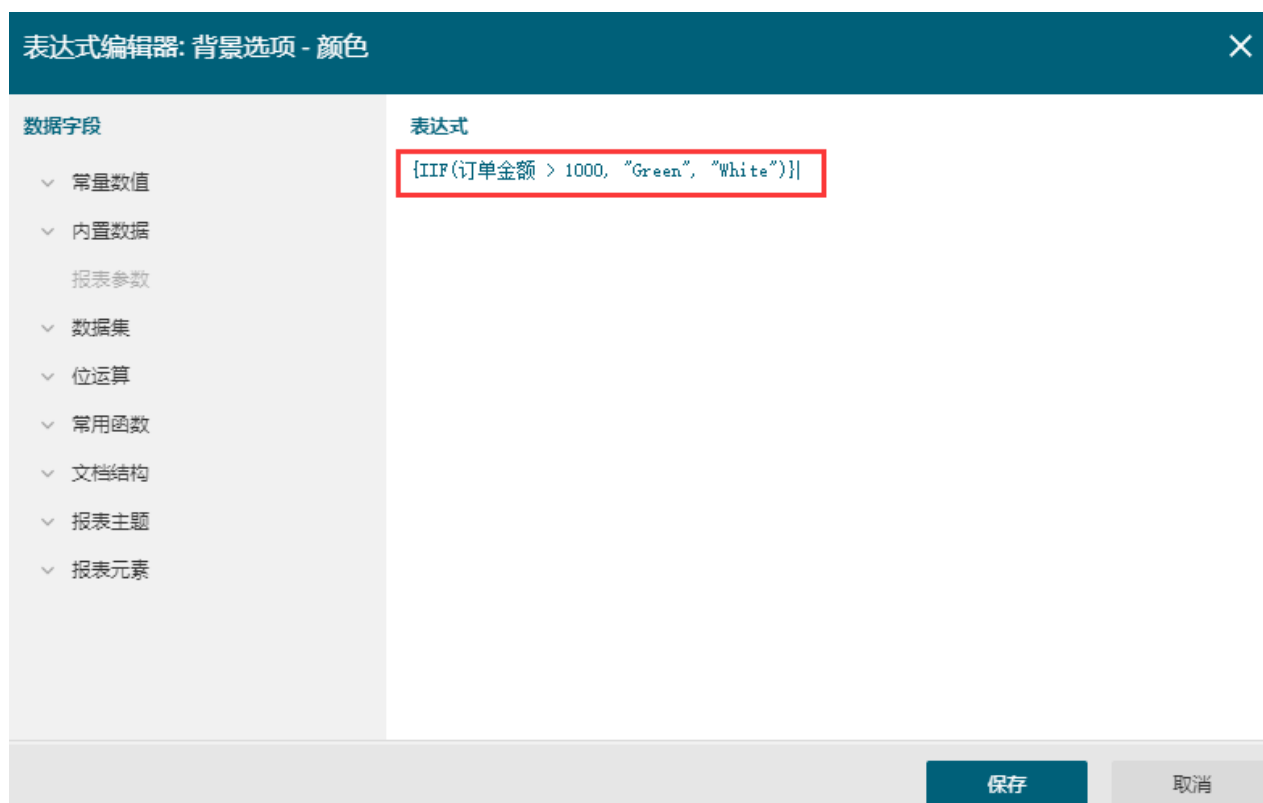 表达式编辑器: 背景选项 - 颜色
数据字段
常量数值
内置数据
报表参数
数据集
位运算
常用函数
文档结构
报表主题
报表元素
表达式
{IIF(订单金额 > 1000, "Green", "White")}
保存
取消